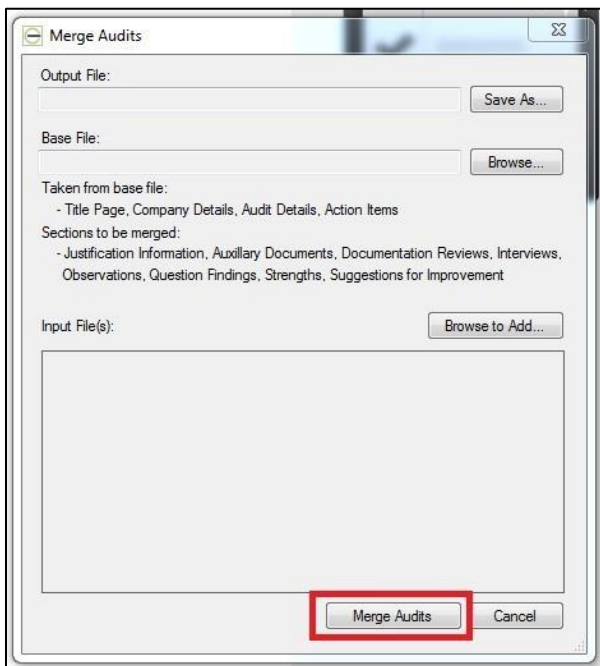 Merge Audits
Output File:
Save As...
Base File:
Browse...
Taken from base file:
- Title Page, Company Details, Audit Details, Action Items
Sections to be merged:
- Justification Information, Auxillary Documents, Documentation Reviews, Interviews,
Observations, Question Findings, Strengths, Suggestions for Improvement
Input File(s):
Browse to Add...
Merge Audits
Cancel